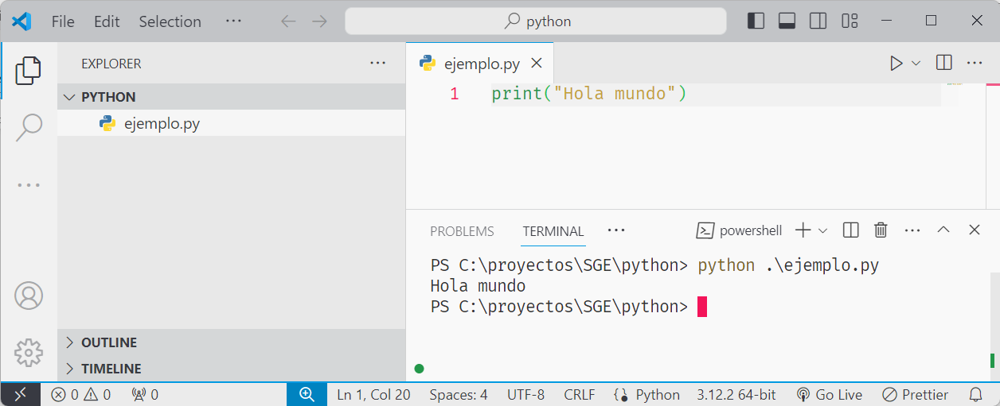 File Edit Selection ··· python
EXPLORER ···
PYTHON
ejemplo.py
OUTLINE
TIMELINE
ejemplo.py
1 print("Hola mundo")
PROBLEMS TERMINAL ··· powershell
PS C:\proyectos\SGE\python> python .\ejemplo.py
Hola mundo
PS C:\proyectos\SGE\python>
0 0 0 Ln 1, Col 20 Spaces: 4 UTF-8 CRLF Python 3.12.2 64-bit Go Live Prettier